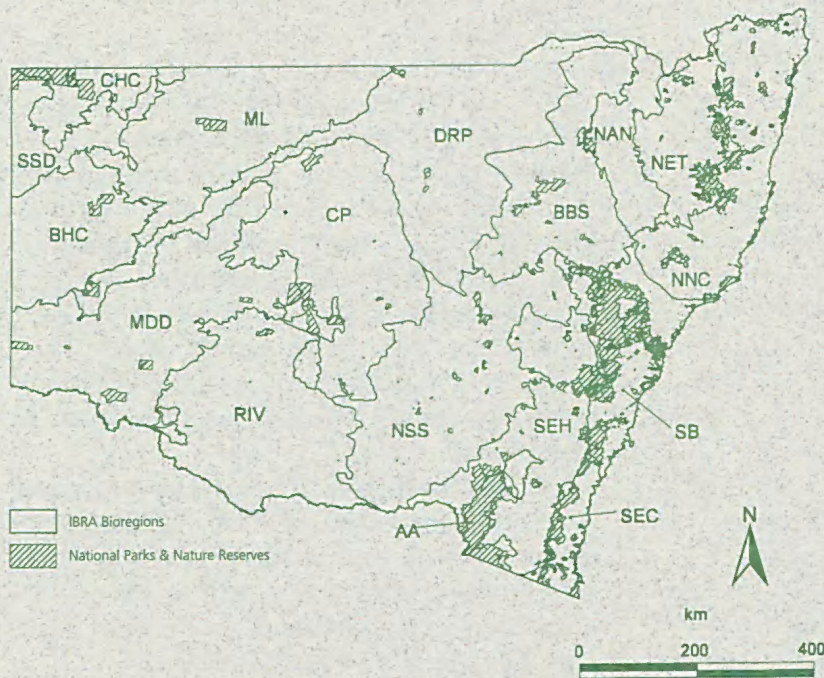 CHC
ML
DRP
NAN
SSD
NET
CP
BBS
BHC
NNC
MDD
RIV
NSS
SEH
SB
SEC
AA
N
IBRA Bioregions
National Parks & Nature Reserves
km
0 200 400